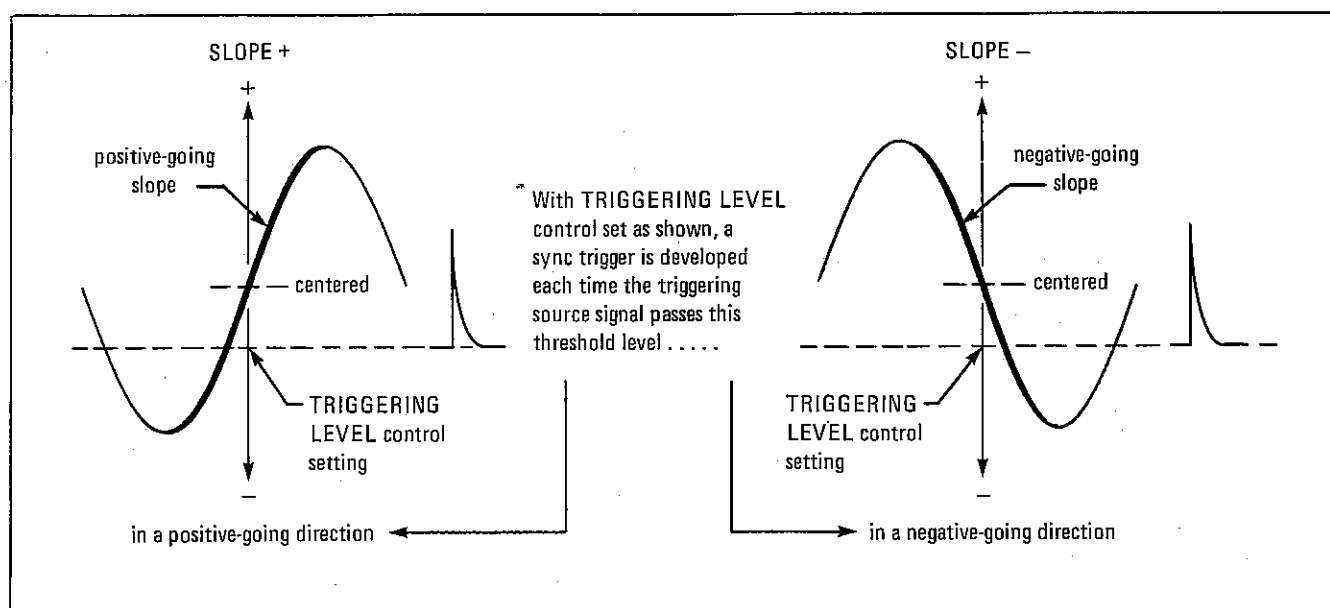 SLOPE +
+
positive-going
slope
centered
TRIGGERING
LEVEL control
setting
–
in a positive-going direction
With TRIGGERING LEVEL
control set as shown, a
sync trigger is developed
each time the triggering
source signal passes this
threshold level . . . . .
SLOPE –
+
negative-going
slope
centered
TRIGGERING
LEVEL control
setting
–
in a negative-going direction